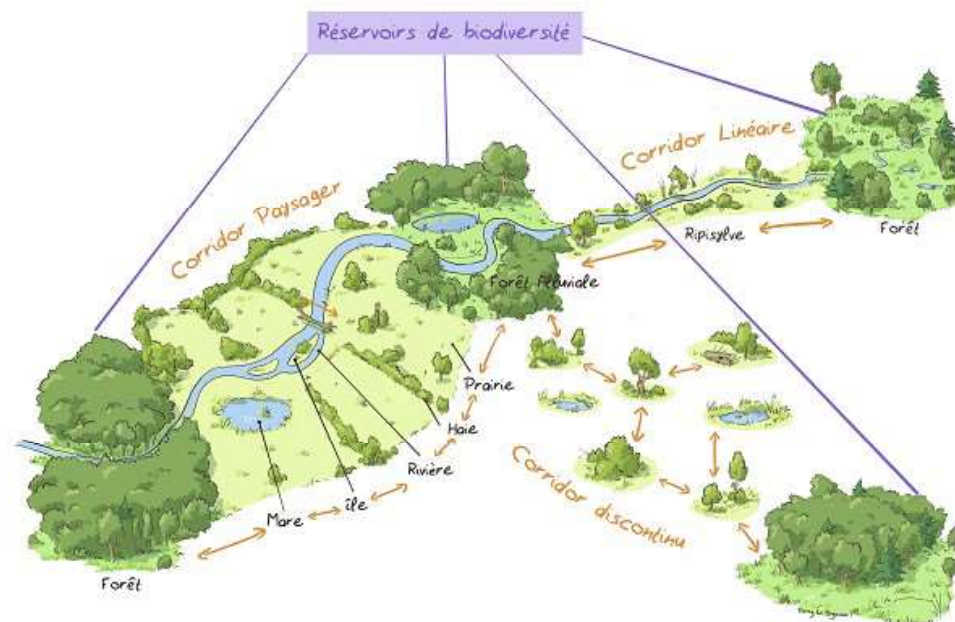 Réservoirs de biodiversité
Corridor Paysager
Corridor Linéaire
Ripisylve
Forêt
Forêt Alluviale
Prairie
Haie
Rivière
île
Mare
Forêt
Corridor discontinu